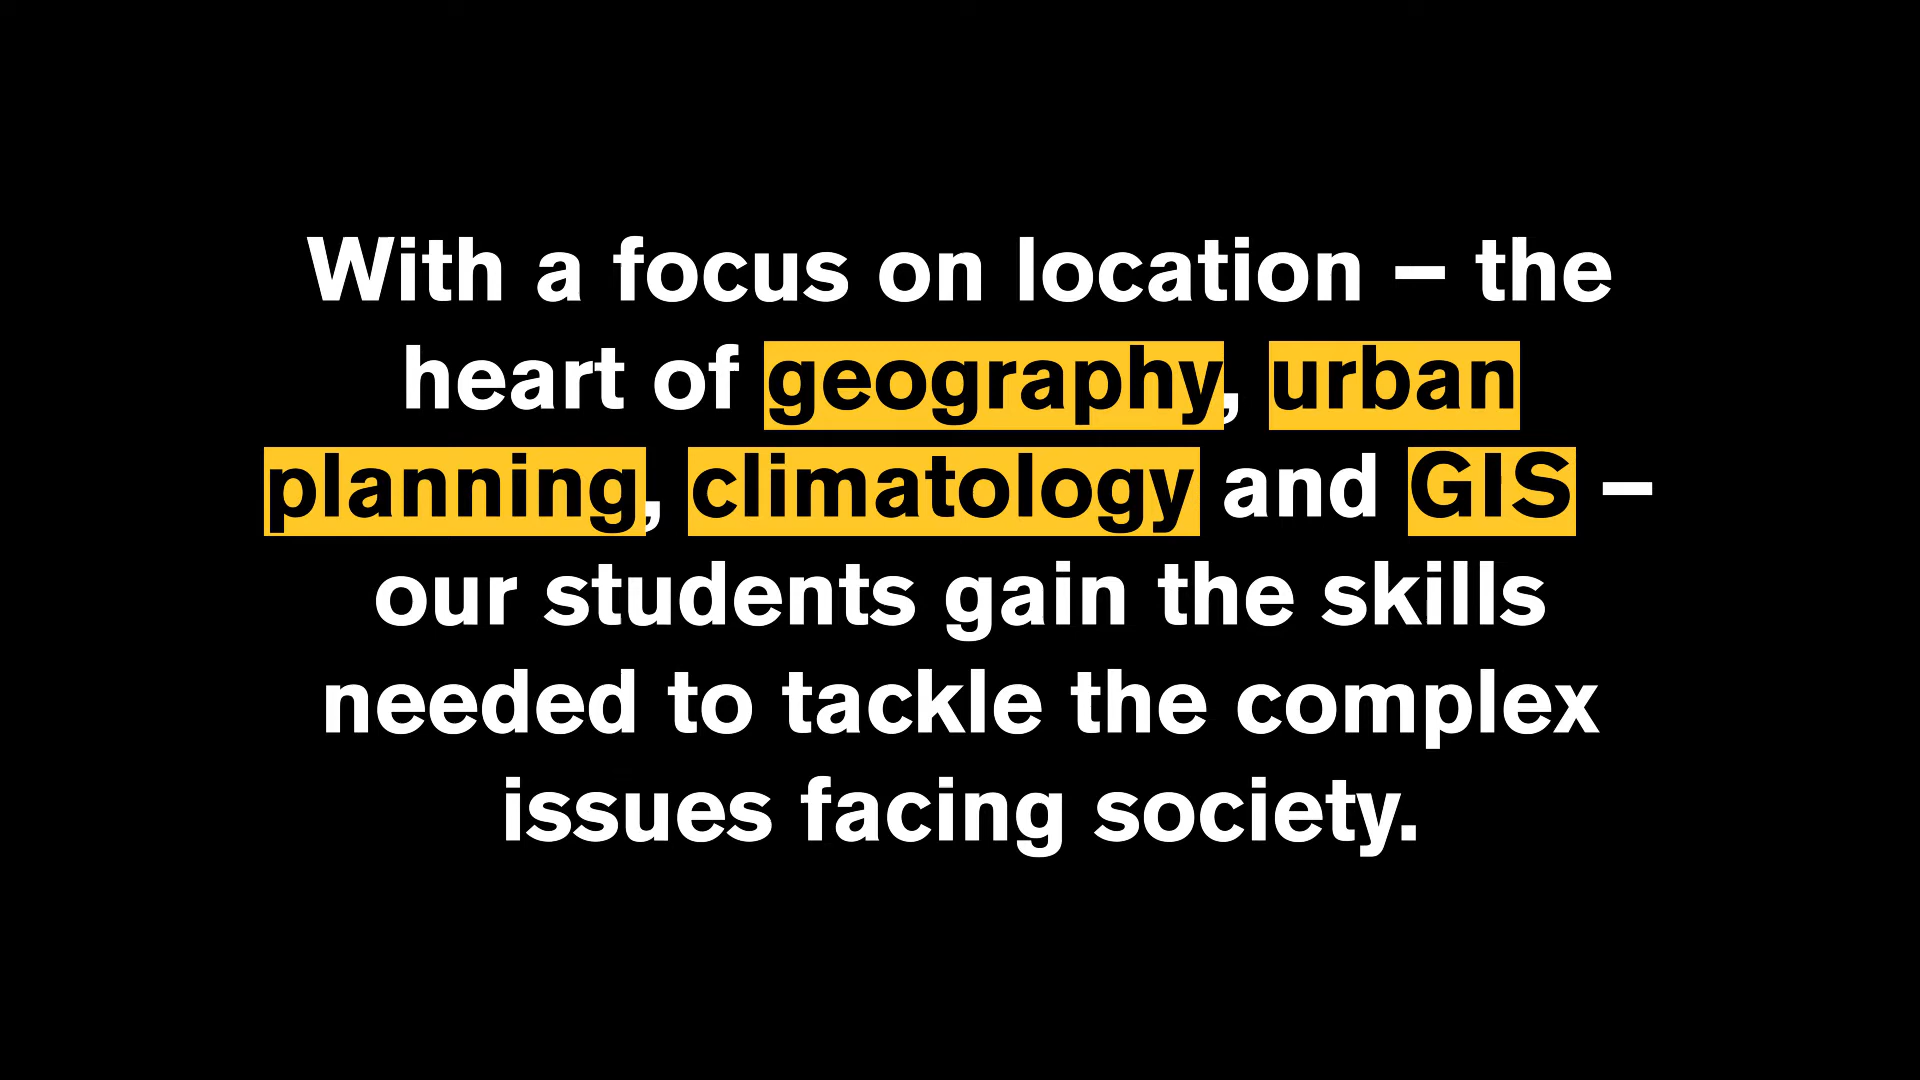 With a focus on location – the
heart of geography, urban
planning, climatology and GIS –
our students gain the skills
needed to tackle the complex
issues facing society.